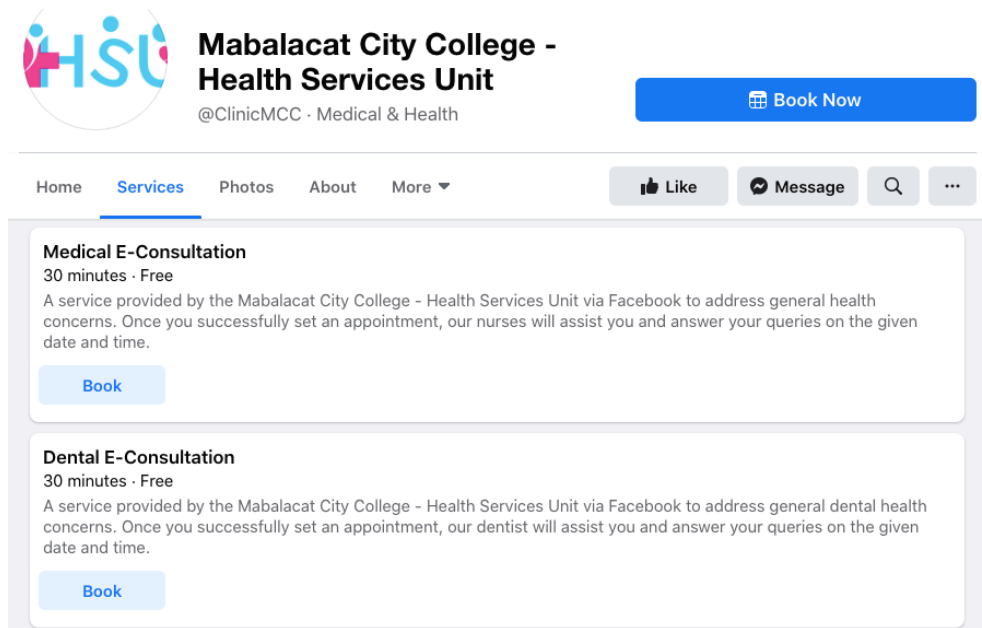 HSU
Mabalacat City College -
Health Services Unit
@ClinicMCC · Medical & Health
Book Now
Home Services Photos About More
Like Message ...
Medical E-Consultation
30 minutes · Free
A service provided by the Mabalacat City College - Health Services Unit via Facebook to address general health
concerns. Once you successfully set an appointment, our nurses will assist you and answer your queries on the given
date and time.
Book
Dental E-Consultation
30 minutes · Free
A service provided by the Mabalacat City College - Health Services Unit via Facebook to address general dental health
concerns. Once you successfully set an appointment, our dentist will assist you and answer your queries on the given
date and time.
Book